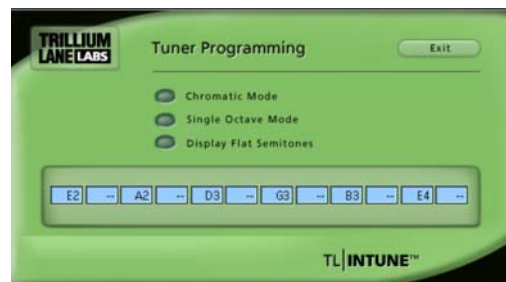 TRILLIUM
LANE LABS
Tuner Programming
Exit
Chromatic Mode
Single Octave Mode
Display Flat Semitones
E2 -- A2 -- D3 -- G3 -- B3 -- E4 --
TL|INTUNE™